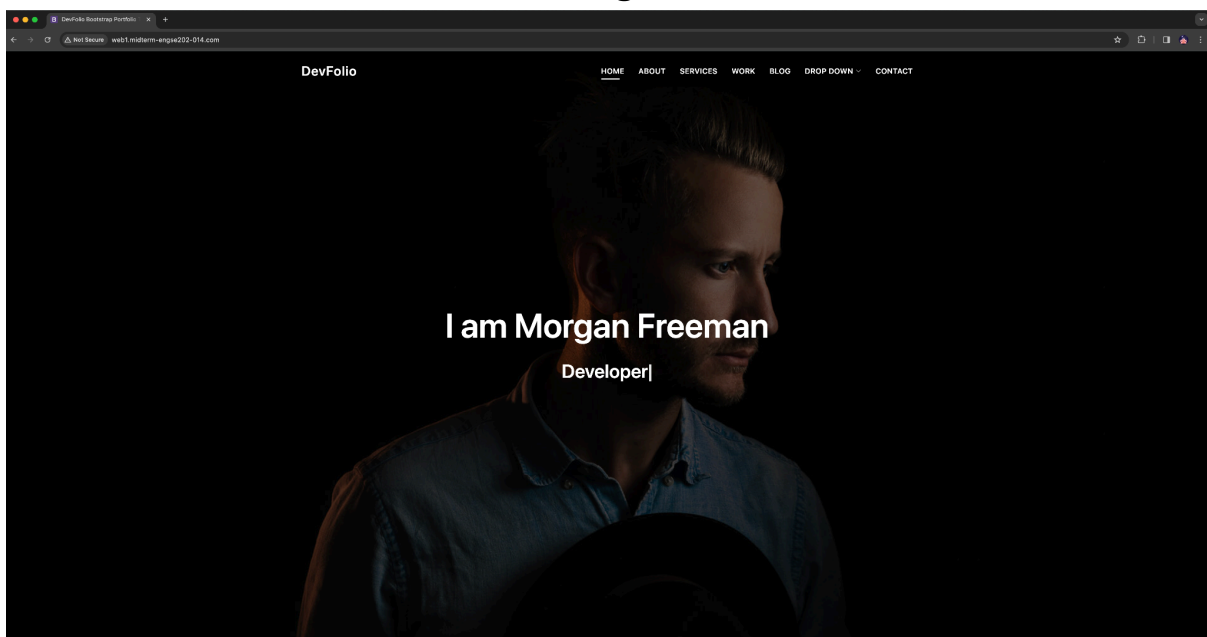 DevFolio Bootstrap Portfolio
Not Secure web1.midterm-engse202-014.com
DevFolio HOME ABOUT SERVICES WORK BLOG DROP DOWN CONTACT
I am Morgan Freeman
Developer|